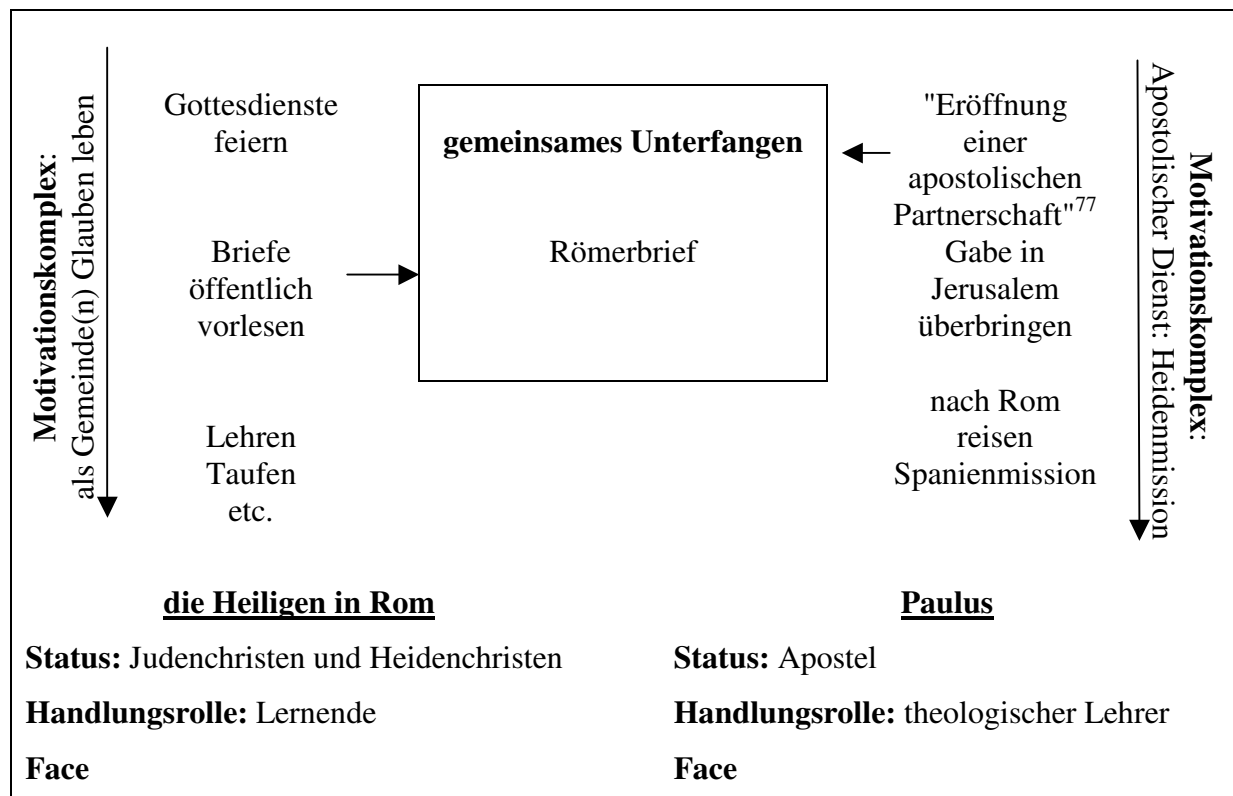 Motivationskomplex:
als Gemeinde(n) Glauben leben
Gottesdienste
feiern
Briefe
öffentlich
vorlesen
Lehren
Taufen
etc.
gemeinsames Unterfangen
Römerbrief
"Eröffnung
einer
apostolischen
Partnerschaft"77
Gabe in
Jerusalem
überbringen
nach Rom
reisen
Spanienmission
Motivationskomplex:
Apostolischer Dienst: Heidenmission
die Heiligen in Rom
Status: Judenchristen und Heidenchristen
Handlungsrolle: Lernende
Face
Paulus
Status: Apostel
Handlungsrolle: theologischer Lehrer
Face